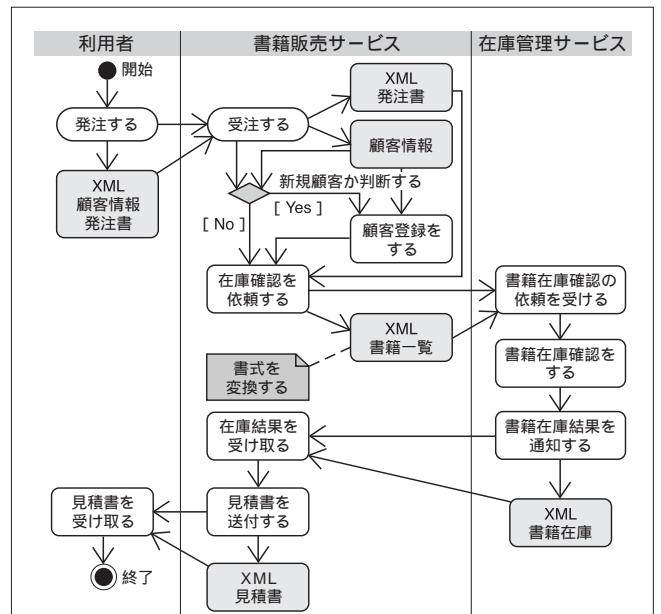 利用者
書籍販売サービス
在庫管理サービス
開始
XML
発注書
発注する
受注する
顧客情報
XML
顧客情報
発注書
新規顧客か判断する
[ No ]
[ Yes ]
顧客登録を
する
在庫確認を
依頼する
書籍在庫確認の
依頼を受ける
XML
書籍一覧
書式を
変換する
書籍在庫確認を
する
在庫結果を
受け取る
書籍在庫結果を
通知する
見積書を
受け取る
見積書を
送付する
XML
書籍在庫
終了
XML
見積書